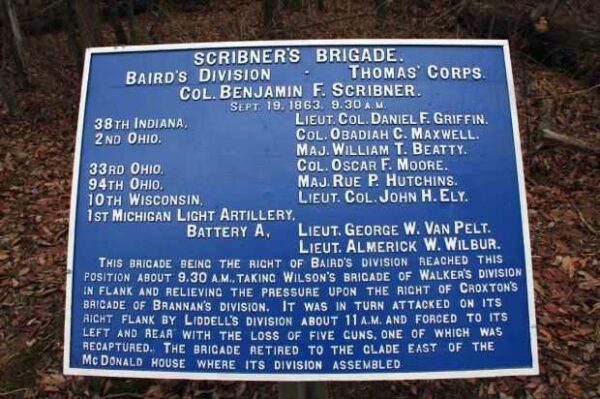 SCRIBNER'S BRIGADE.
BAIRD'S DIVISION - THOMAS' CORPS.
COL. BENJAMIN F. SCRIBNER.
SEPT. 19, 1863. 9.30 A.M.
38TH INDIANA, LIEUT. COL. DANIEL F. GRIFFIN.
2ND OHIO. COL. OBADIAH C. MAXWELL.
MAJ. WILLIAM T. BEATTY.
33RD OHIO. COL. OSCAR F. MOORE.
94TH OHIO. MAJ. RUE P. HUTCHINS.
10TH WISCONSIN. LIEUT. COL. JOHN H. ELY.
1ST MICHIGAN LIGHT ARTILLERY,
BATTERY A, LIEUT. GEORGE W. VAN PELT.
LIEUT. ALMERICK W. WILBUR.
THIS BRIGADE BEING THE RIGHT OF BAIRD'S DIVISION REACHED THIS
POSITION ABOUT 9.30 A.M., TAKING WILSON'S BRIGADE OF WALKER'S DIVISION
IN FLANK AND RELIEVING THE PRESSURE UPON THE RIGHT OF CROXTON'S
BRIGADE OF BRANNAN'S DIVISION. IT WAS IN TURN ATTACKED ON ITS
RIGHT FLANK BY LIDDELL'S DIVISION ABOUT 11 A.M. AND FORCED TO ITS
LEFT AND REAR WITH THE LOSS OF FIVE GUNS, ONE OF WHICH WAS
RECAPTURED. THE BRIGADE RETIRED TO THE GLADE EAST OF THE
MCDONALD HOUSE WHERE ITS DIVISION ASSEMBLED.